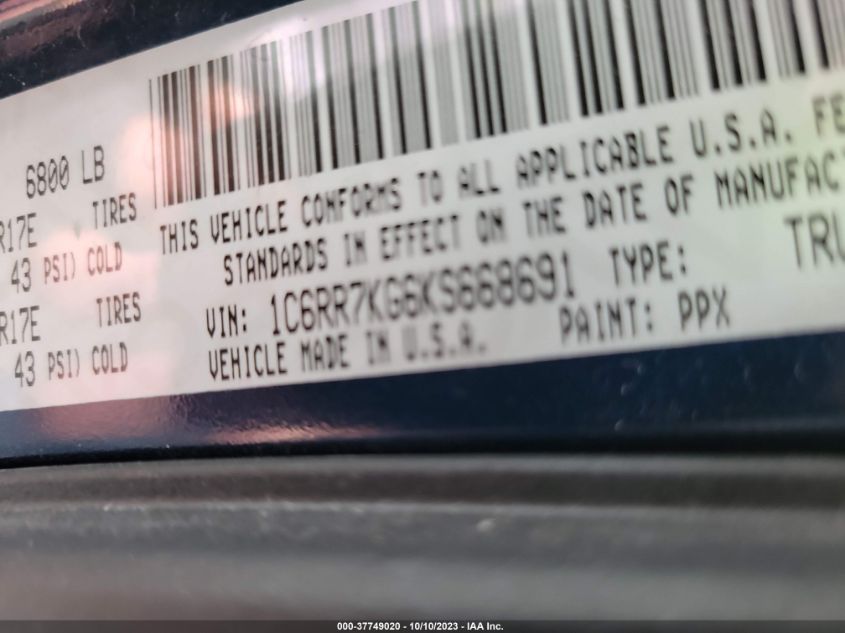 6800 LB
R17E TIRES
43 PSI) COLD
R17E TIRES
43 PSI) COLD
THIS VEHICLE CONFORMS TO ALL APPLICABLE U.S.A. FE
STANDARDS IN EFFECT ON THE DATE OF MANUFAC
VIN: 1C6RR7KG6KS668691 TYPE: TRU
VEHICLE MADE IN U.S.A. PAINT: PPX
000-37749020 - 10/10/2023 - IAA Inc.